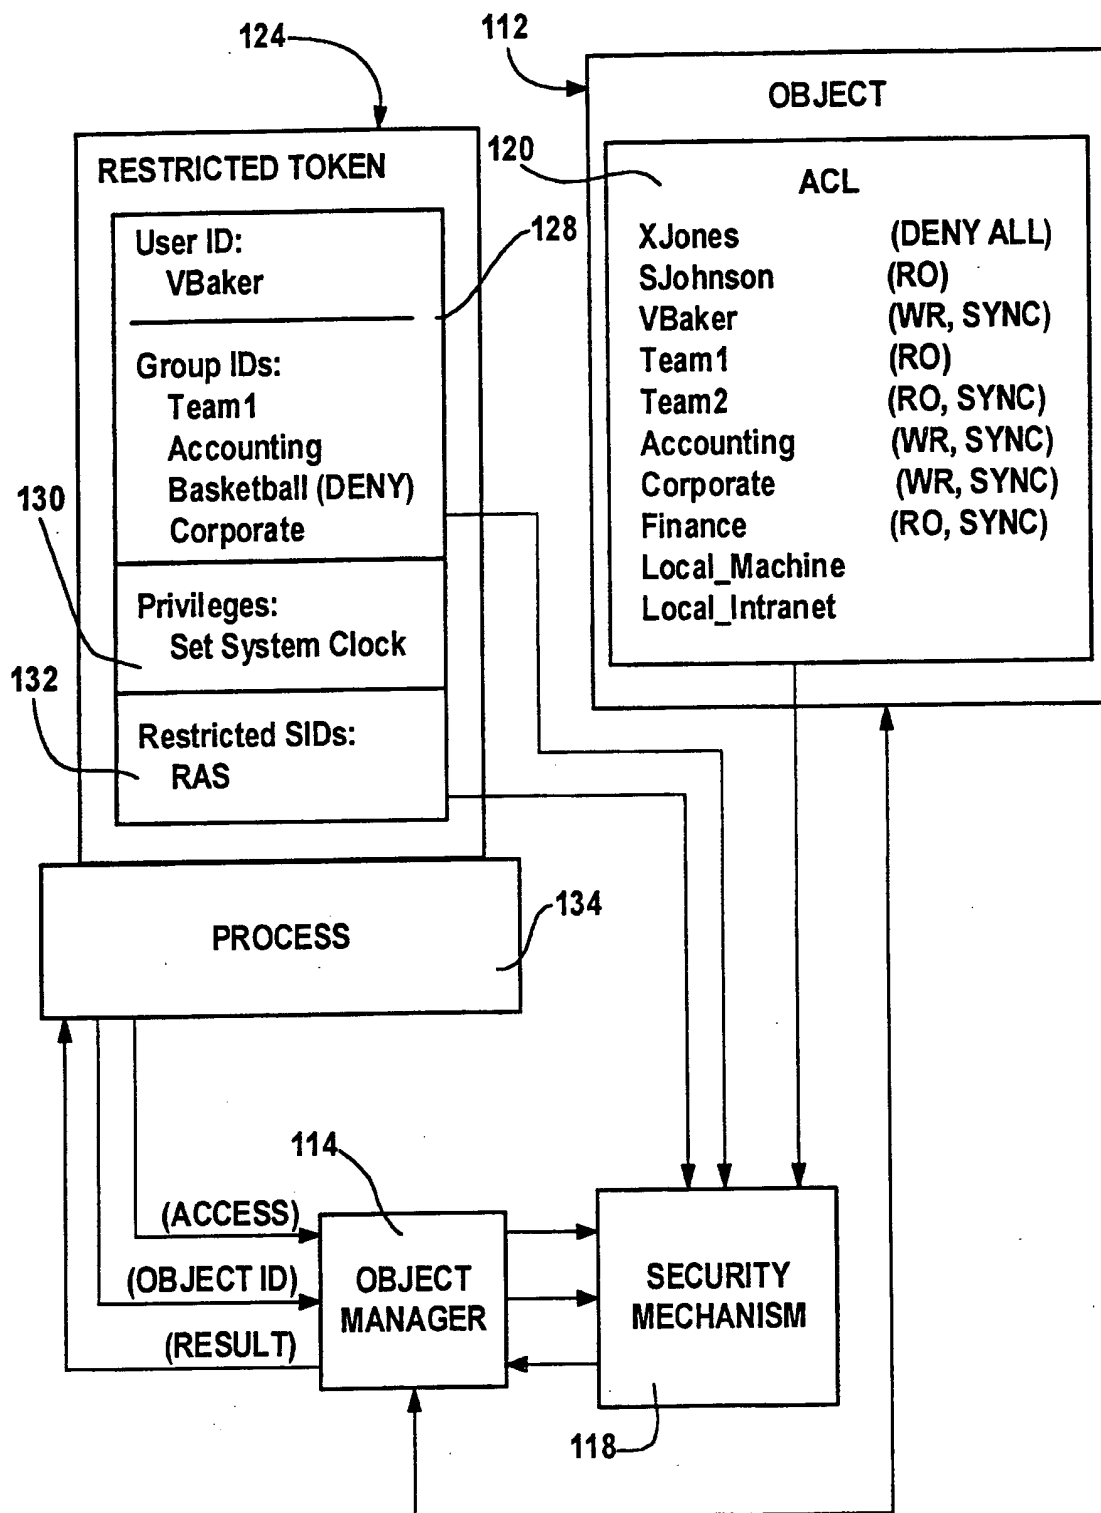 124
112
RESTRICTED TOKEN
User ID:
VBaker
128
Group IDs:
Team1
Accounting
Basketball (DENY)
Corporate
130
Privileges:
Set System Clock
132
Restricted SIDs:
RAS
OBJECT
120
ACL
XJones (DENY ALL)
SJohnson (RO)
VBaker (WR, SYNC)
Team1 (RO)
Team2 (RO, SYNC)
Accounting (WR, SYNC)
Corporate (WR, SYNC)
Finance (RO, SYNC)
Local_Machine
Local_Intranet
PROCESS
134
114
(ACCESS)
(OBJECT ID)
(RESULT)
OBJECT
MANAGER
SECURITY
MECHANISM
118